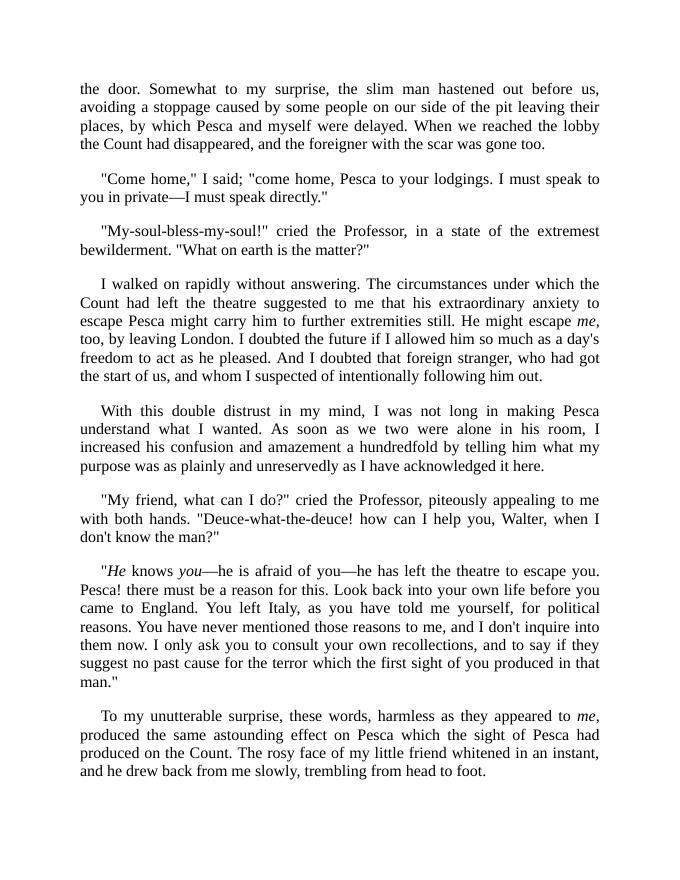 the door. Somewhat to my surprise, the slim man hastened out before us,
avoiding a stoppage caused by some people on our side of the pit leaving their
places, by which Pesca and myself were delayed. When we reached the lobby
the Count had disappeared, and the foreigner with the scar was gone too.
"Come home," I said; "come home, Pesca to your lodgings. I must speak to
you in private—I must speak directly."
"My-soul-bless-my-soul!" cried the Professor, in a state of the extremest
bewilderment. "What on earth is the matter?"
I walked on rapidly without answering. The circumstances under which the
Count had left the theatre suggested to me that his extraordinary anxiety to
escape Pesca might carry him to further extremities still. He might escape me,
too, by leaving London. I doubted the future if I allowed him so much as a day's
freedom to act as he pleased. And I doubted that foreign stranger, who had got
the start of us, and whom I suspected of intentionally following him out.
With this double distrust in my mind, I was not long in making Pesca
understand what I wanted. As soon as we two were alone in his room, I
increased his confusion and amazement a hundredfold by telling him what my
purpose was as plainly and unreservedly as I have acknowledged it here.
"My friend, what can I do?" cried the Professor, piteously appealing to me
with both hands. "Deuce-what-the-deuce! how can I help you, Walter, when I
don't know the man?"
"He knows you—he is afraid of you—he has left the theatre to escape you.
Pesca! there must be a reason for this. Look back into your own life before you
came to England. You left Italy, as you have told me yourself, for political
reasons. You have never mentioned those reasons to me, and I don't inquire into
them now. I only ask you to consult your own recollections, and to say if they
suggest no past cause for the terror which the first sight of you produced in that
man."
To my unutterable surprise, these words, harmless as they appeared to me,
produced the same astounding effect on Pesca which the sight of Pesca had
produced on the Count. The rosy face of my little friend whitened in an instant,
and he drew back from me slowly, trembling from head to foot.